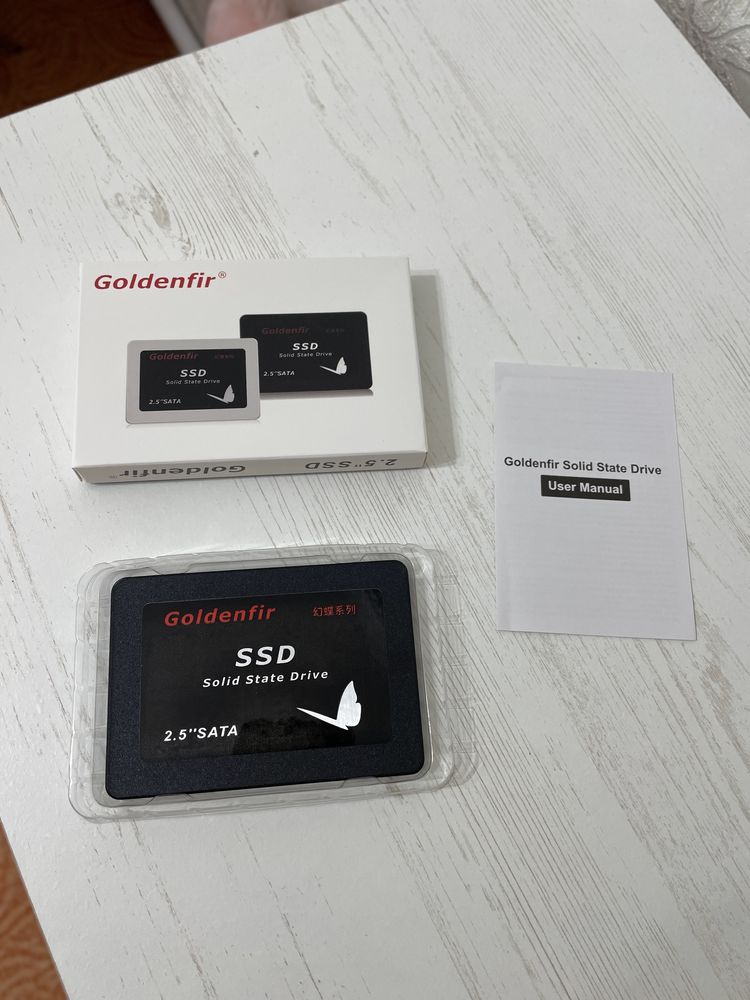 Goldenfir®
Goldenfir
SSD
Solid State Drive
2.5"SATA
Goldenfir
SSD
Solid State Drive
2.5"SATA
2.5"SSD
Goldenfir®
Goldenfir Solid State Drive
User Manual
Goldenfir 幻蝶系列
SSD
Solid State Drive
2.5''SATA